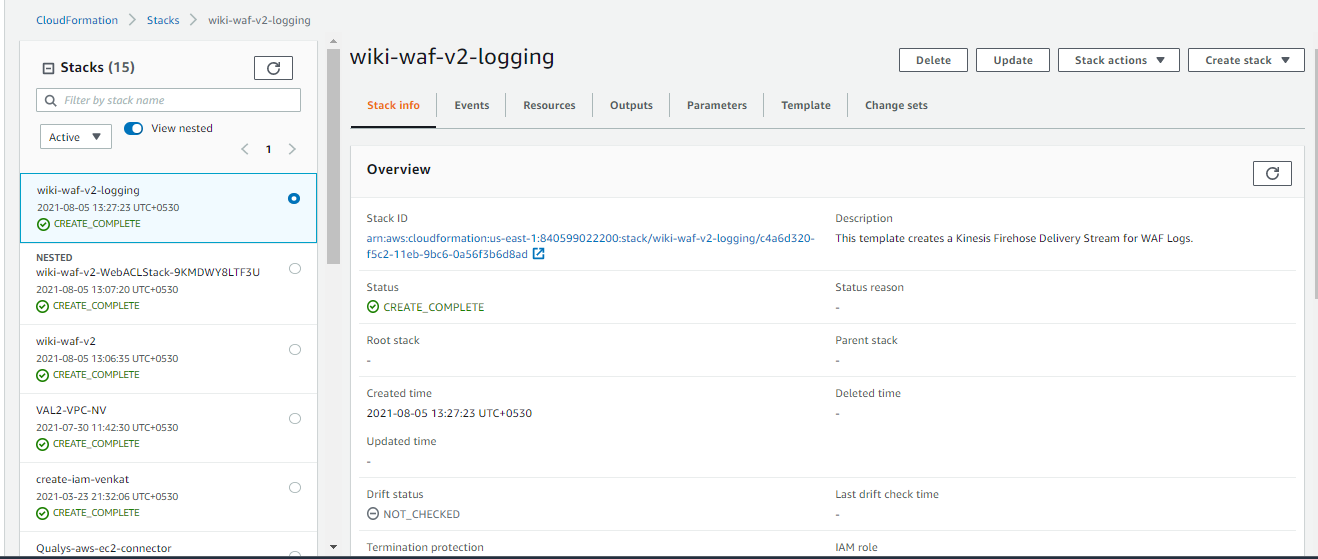 CloudFormation > Stacks > wiki-waf-v2-logging
Stacks (15)
Filter by stack name
Active ▼ View nested
< 1 >
wiki-waf-v2-logging
2021-08-05 13:27:23 UTC+0530
CREATE_COMPLETE
NESTED
wiki-waf-v2-WebACLStack-9KMDWY8LTF3U
2021-08-05 13:07:20 UTC+0530
CREATE_COMPLETE
wiki-waf-v2
2021-08-05 13:06:35 UTC+0530
CREATE_COMPLETE
VAL2-VPC-NV
2021-07-30 11:42:30 UTC+0530
CREATE_COMPLETE
create-iam-venkat
2021-03-23 21:32:06 UTC+0530
CREATE_COMPLETE
Qualys-aws-ec2-connector
wiki-waf-v2-logging
Delete Update Stack actions ▼ Create stack ▼
Stack info Events Resources Outputs Parameters Template Change sets
Overview
Stack ID
arn:aws:cloudformation:us-east-1:840599022200:stack/wiki-waf-v2-logging/c4a6d320-
f5c2-11eb-9bc6-0a56f3b6d8ad
Description
This template creates a Kinesis Firehose Delivery Stream for WAF Logs.
Status
CREATE_COMPLETE
Status reason
-
Root stack
-
Parent stack
-
Created time
2021-08-05 13:27:23 UTC+0530
Deleted time
-
Updated time
-
Drift status
NOT_CHECKED
Last drift check time
-
Termination protection
IAM role